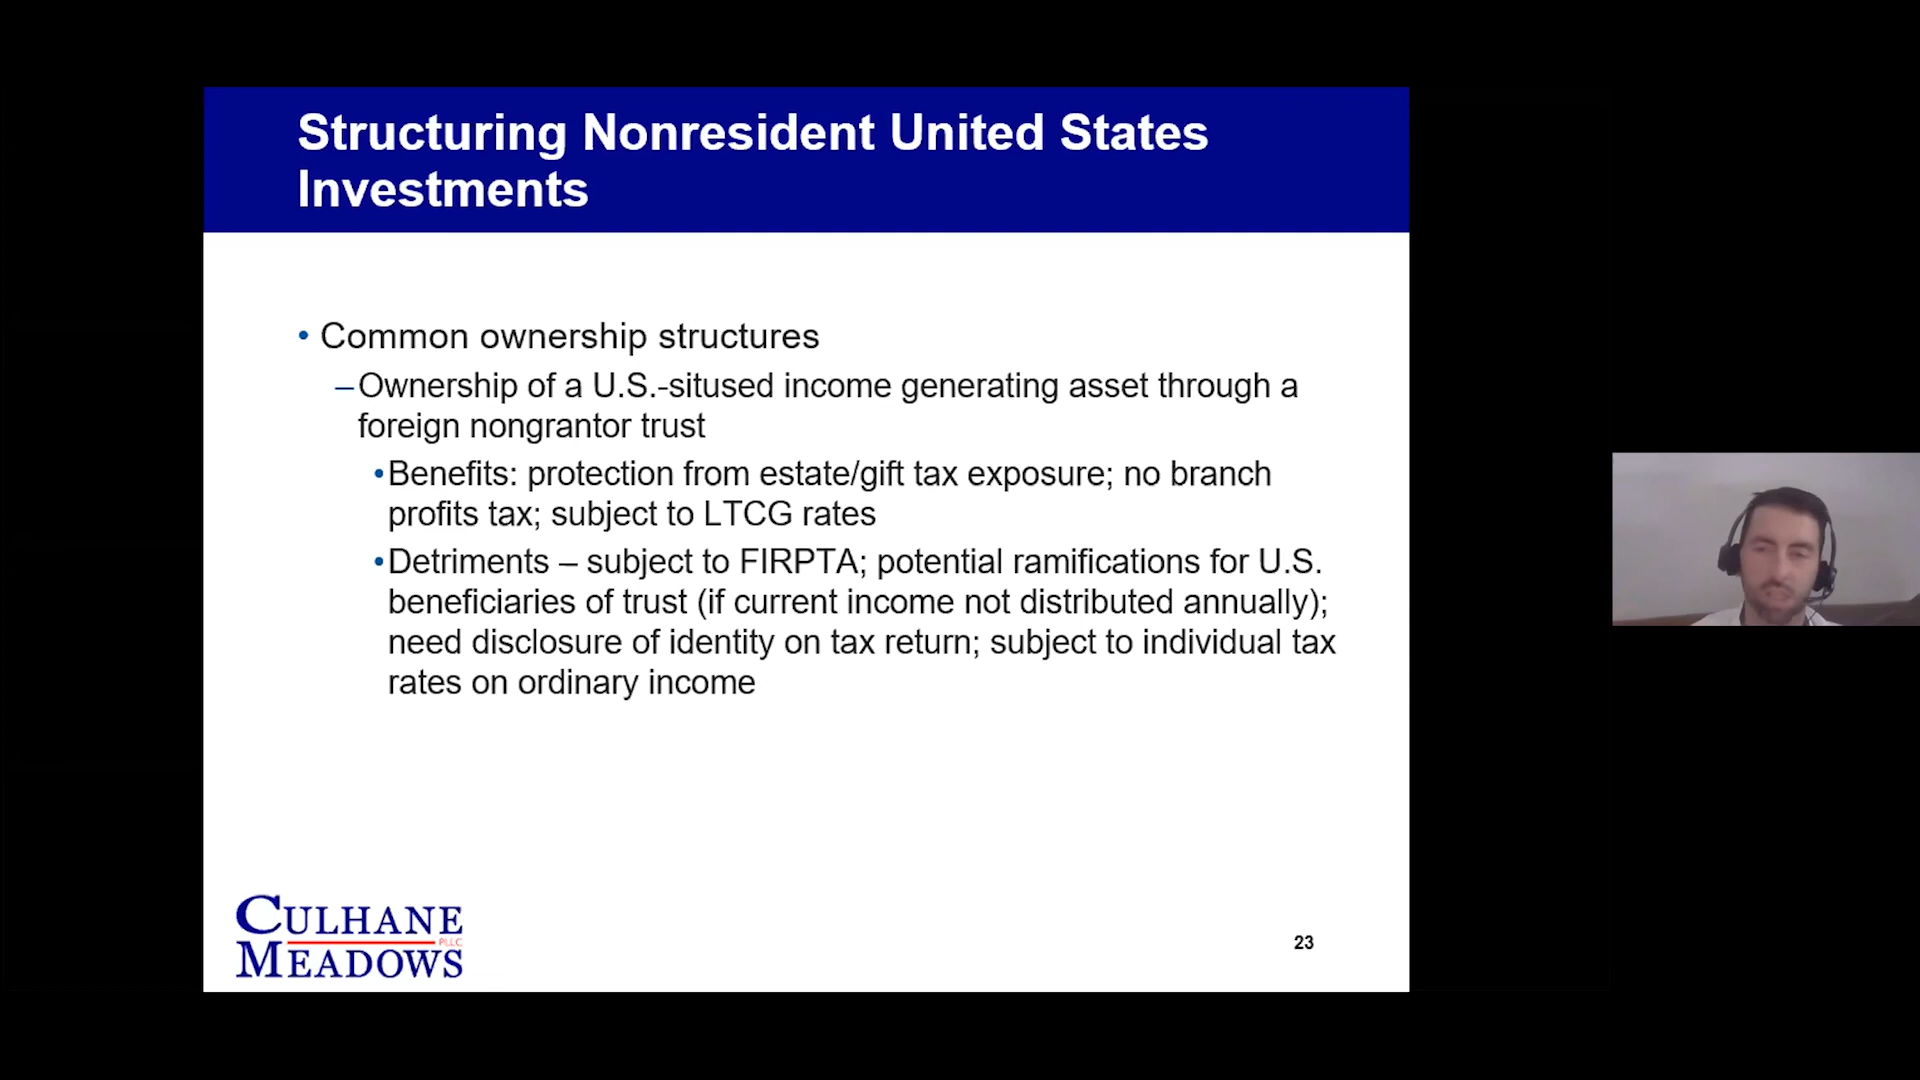 Structuring Nonresident United States
Investments
• Common ownership structures
–Ownership of a U.S.-sitused income generating asset through a
foreign nongrantor trust
•Benefits: protection from estate/gift tax exposure; no branch
profits tax; subject to LTCG rates
•Detriments – subject to FIRPTA; potential ramifications for U.S.
beneficiaries of trust (if current income not distributed annually);
need disclosure of identity on tax return; subject to individual tax
rates on ordinary income
CULHANE
PLLC
MEADOWS
23